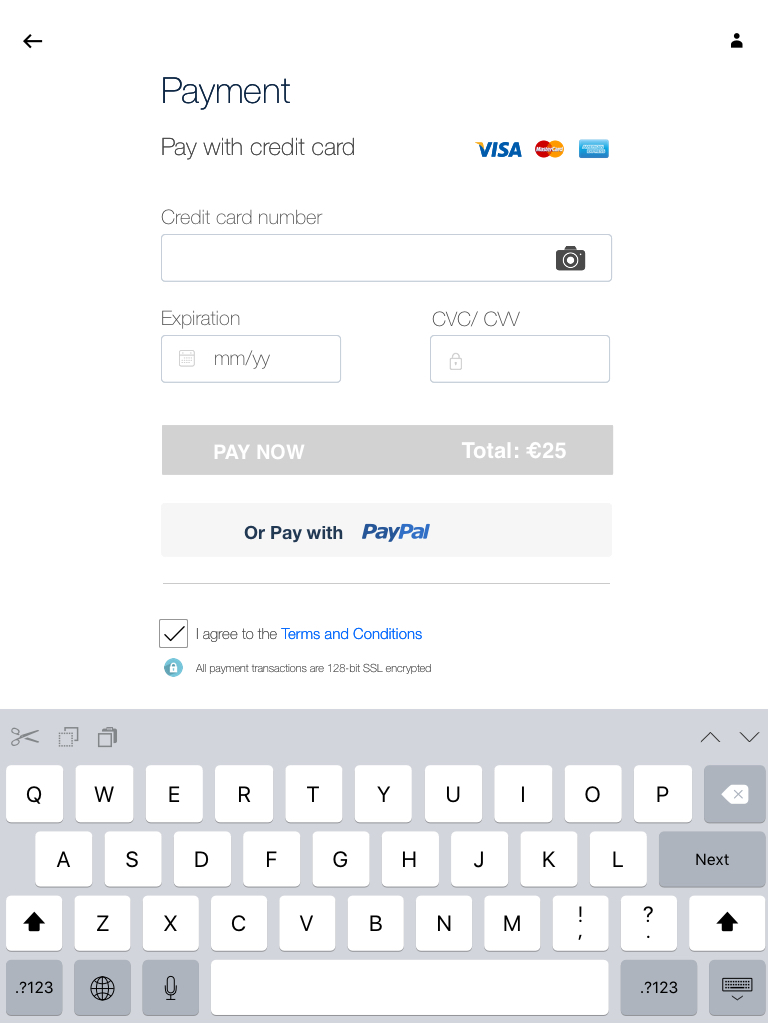 Payment
Pay with credit card VISA MasterCard
Credit card number
Expiration CVC/ CVV
mm/yy
PAY NOW Total: €25
Or Pay with PayPal
I agree to the Terms and Conditions
All payment transactions are 128-bit SSL encrypted
Q W E R T Y U I O P
A S D F G H J K L Next
Z X C V B N M ! , ? .
.?123 .?123